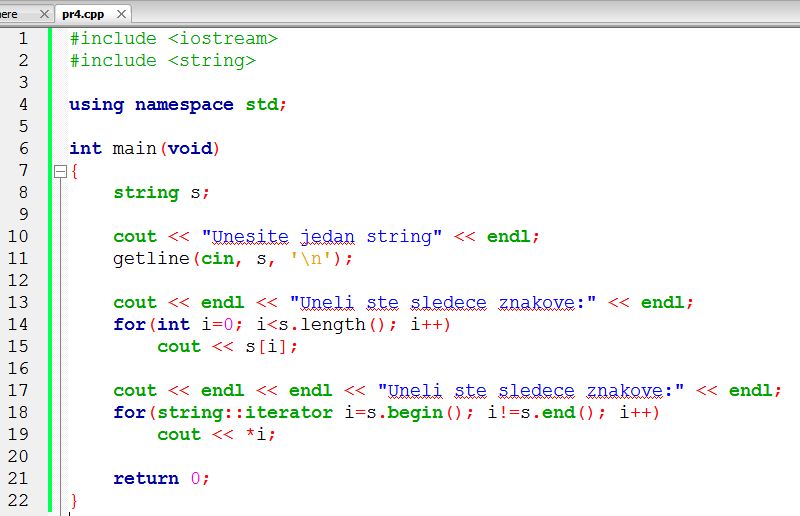 ere pr4.cpp
1 #include <iostream>
2 #include <string>
3
4 using namespace std;
5
6 int main(void)
7 {
8 string s;
9
10 cout << "Unesite jedan string" << endl;
11 getline(cin, s, '\n');
12
13 cout << endl << "Uneli ste sledece znakove:" << endl;
14 for(int i=0; i<s.length(); i++)
15 cout << s[i];
16
17 cout << endl << endl << "Uneli ste sledece znakove:" << endl;
18 for(string::iterator i=s.begin(); i!=s.end(); i++)
19 cout << *i;
20
21 return 0;
22 }